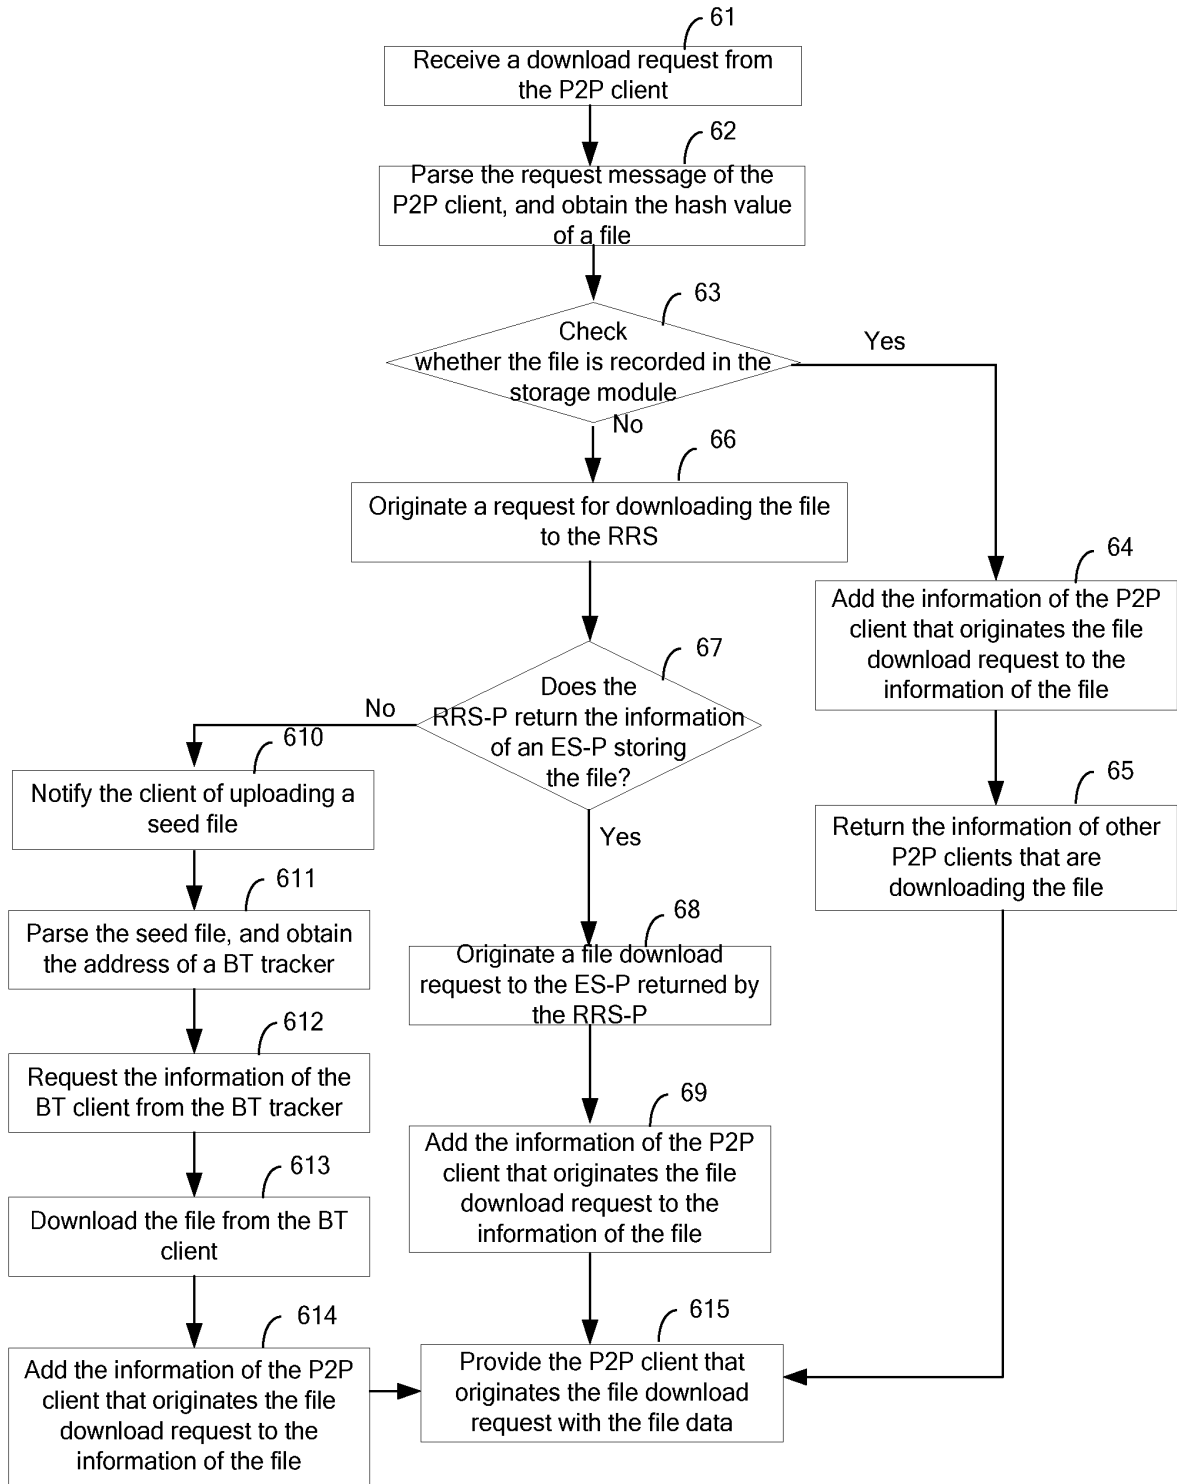 61
Receive a download request from
the P2P client
62
Parse the request message of the
P2P client, and obtain the hash value
of a file
63
Check
whether the file is recorded in the
storage module
Yes
No
66
Originate a request for downloading the file
to the RRS
64
Add the information of the P2P
client that originates the file
download request to the
information of the file
67
Does the
RRS-P return the information
of an ES-P storing
the file?
No
Yes
65
Return the information of other
P2P clients that are
downloading the file
610
Notify the client of uploading a
seed file
611
Parse the seed file, and obtain
the address of a BT tracker
68
Originate a file download
request to the ES-P returned by
the RRS-P
612
Request the information of the
BT client from the BT tracker
69
Add the information of the P2P
client that originates the file
download request to the
information of the file
613
Download the file from the BT
client
614
Add the information of the P2P
client that originates the file
download request to the
information of the file
615
Provide the P2P client that
originates the file download
request with the file data